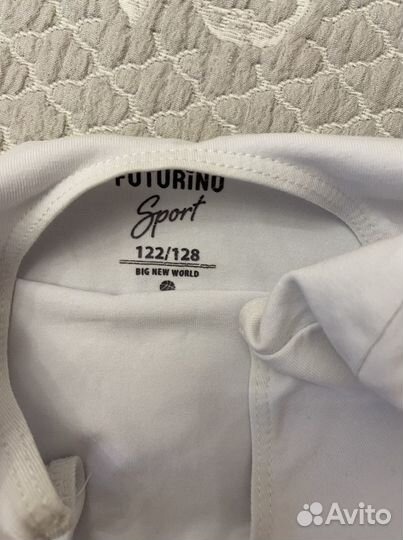 FUTURINO
Sport
122/128
BIG NEW WORLD
Avito